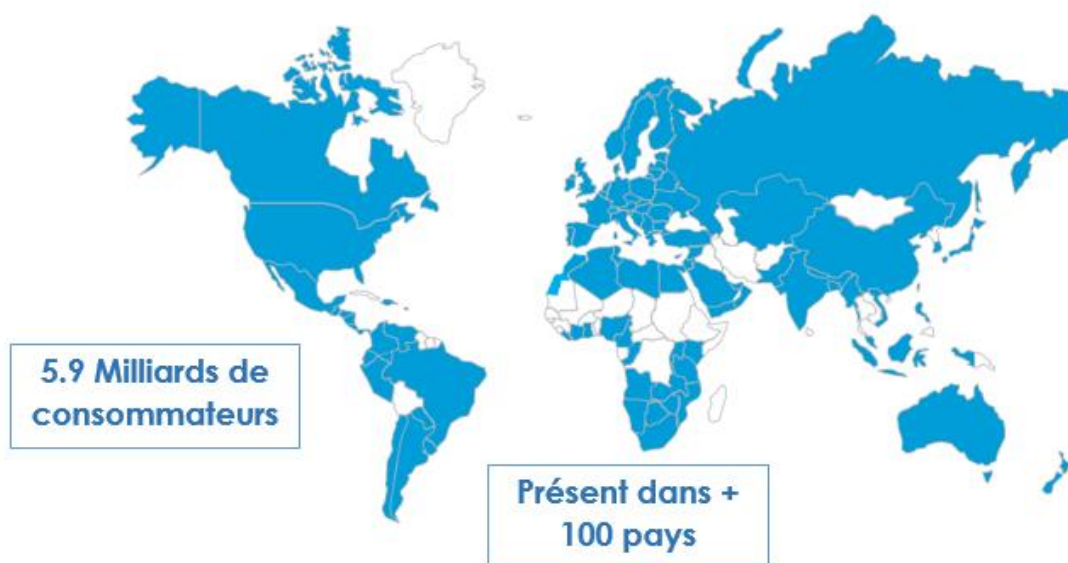 5.9 Milliards de
consommateurs
Présent dans +
100 pays